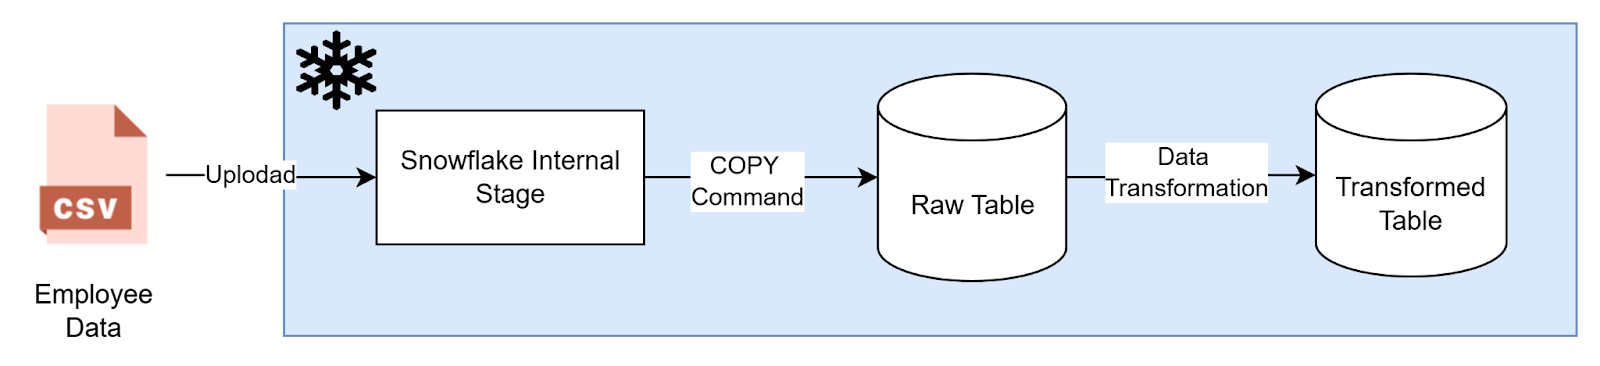 CSV
Employee
Data
Uplodad
Snowflake Internal
Stage
COPY
Command
Raw Table
Data
Transformation
Transformed
Table